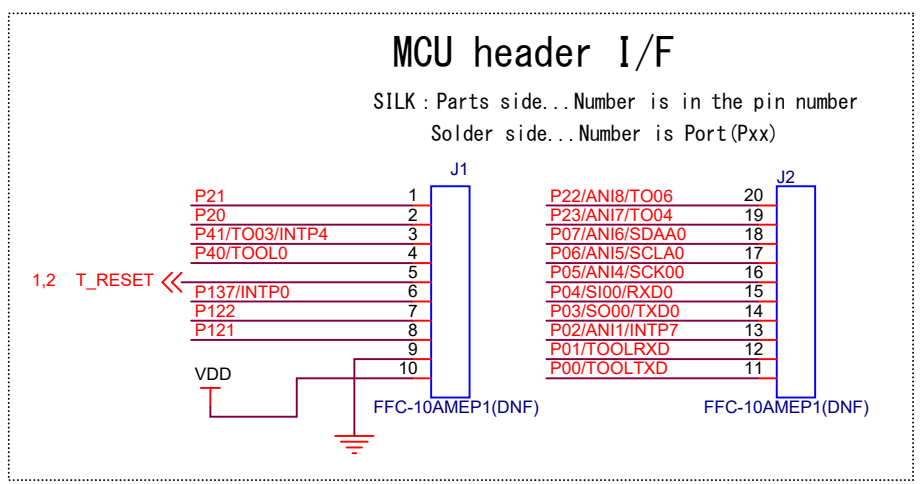 MCU header I/F
SILK : Parts side...Number is in the pin number
Solder side...Number is Port(Pxx)
J1
P21 1
P20 2
P41/TO03/INTP4 3
P40/TOOL0 4
1,2 T_RESET 5
P137/INTP0 6
P122 7
P121 8
9
10
VDD
FFC-10AMEP1(DNF)
J2
P22/ANI8/TO06 20
P23/ANI7/TO04 19
P07/ANI6/SDAA0 18
P06/ANI5/SCLA0 17
P05/ANI4/SCK00 16
P04/SI00/RXD0 15
P03/SO00/TXD0 14
P02/ANI1/INTP7 13
P01/TOOLRXD 12
P00/TOOLTXD 11
FFC-10AMEP1(DNF)